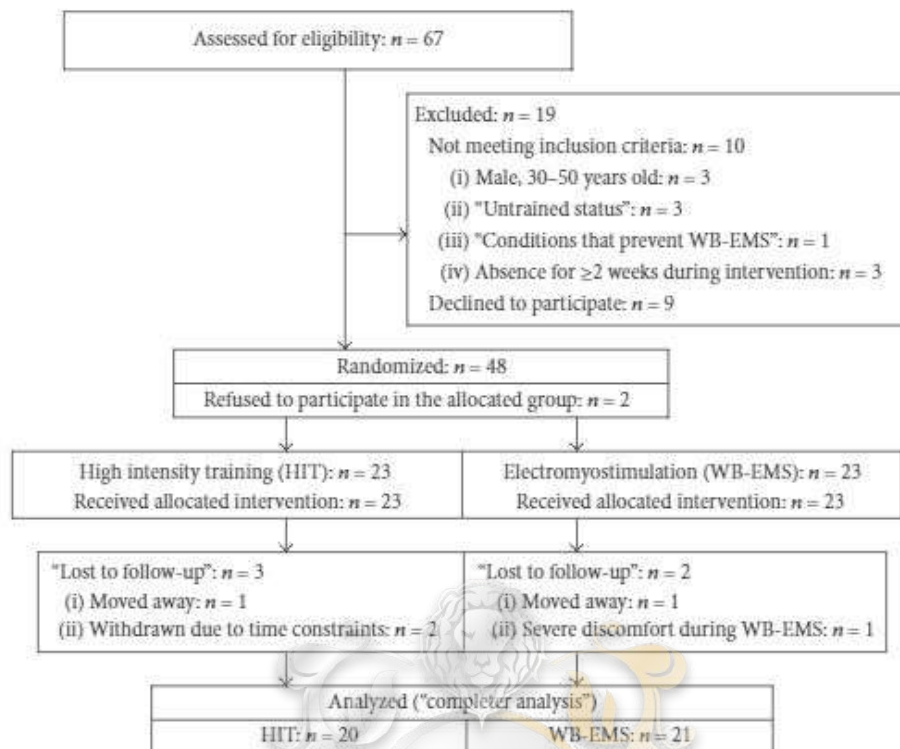 Assessed for eligibility: n = 67
Excluded: n = 19
Not meeting inclusion criteria: n = 10
(i) Male, 30–50 years old: n = 3
(ii) "Untrained status": n = 3
(iii) "Conditions that prevent WB-EMS": n = 1
(iv) Absence for ≥2 weeks during intervention: n = 3
Declined to participate: n = 9
Randomized: n = 48
Refused to participate in the allocated group: n = 2
High intensity training (HIT): n = 23
Received allocated intervention: n = 23
Electromyostimulation (WB-EMS): n = 23
Received allocated intervention: n = 23
"Lost to follow-up": n = 3
(i) Moved away: n = 1
(ii) Withdrawn due to time constraints: n = 2
"Lost to follow-up": n = 2
(i) Moved away: n = 1
(ii) Severe discomfort during WB-EMS: n = 1
Analyzed ("completer analysis")
HIT: n = 20
WB-EMS: n = 21